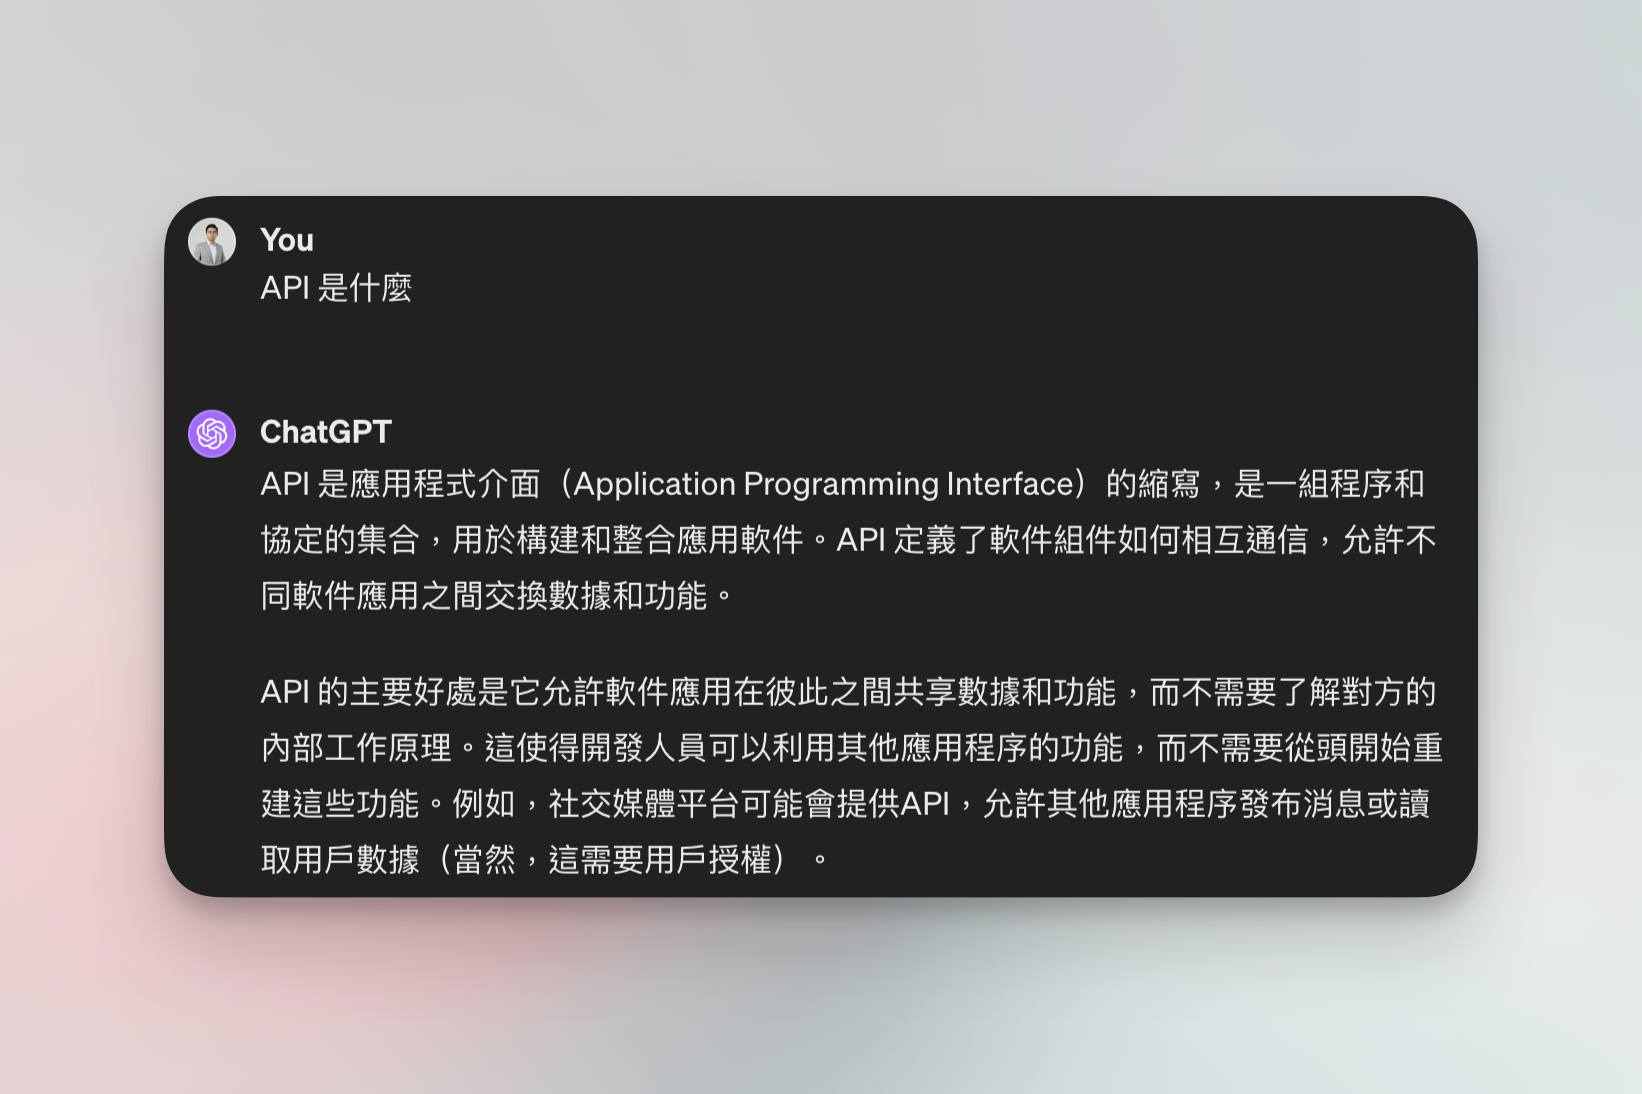 You
API 是什麼
ChatGPT
API 是應用程式介面（Application Programming Interface）的縮寫，是一組程序和
協定的集合，用於構建和整合應用軟件。API 定義了軟件組件如何相互通信，允許不
同軟件應用之間交換數據和功能。
API 的主要好處是它允許軟件應用在彼此之間共享數據和功能，而不需要了解對方的
內部工作原理。這使得開發人員可以利用其他應用程序的功能，而不需要從頭開始重
建這些功能。例如，社交媒體平台可能會提供API，允許其他應用程序發布消息或讀
取用戶數據（當然，這需要用戶授權）。